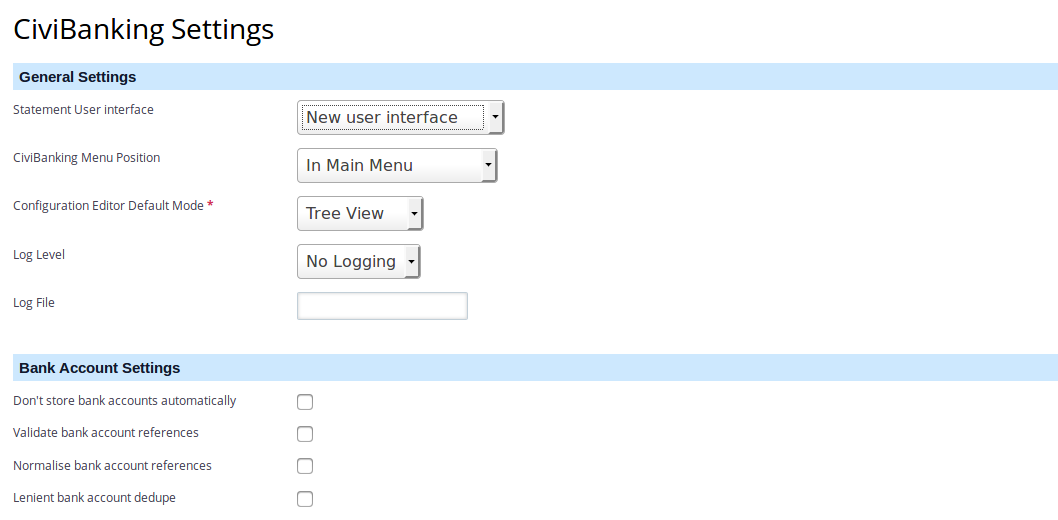 CiviBanking Settings
General Settings
Statement User interface
New user interface
CiviBanking Menu Position
In Main Menu
Configuration Editor Default Mode *
Tree View
Log Level
No Logging
Log File
Bank Account Settings
Don't store bank accounts automatically
Validate bank account references
Normalise bank account references
Lenient bank account dedupe